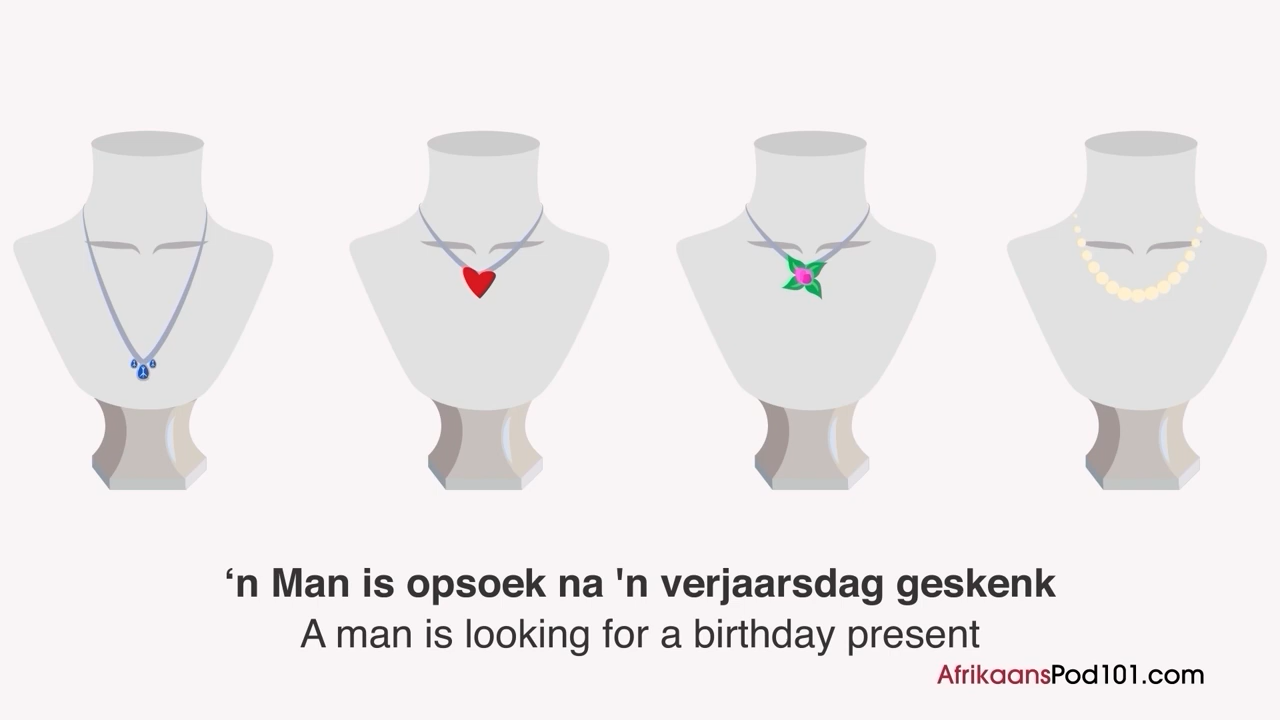 ‘n Man is opsoek na 'n verjaarsdag geskenk
A man is looking for a birthday present
AfrikaansPod101.com